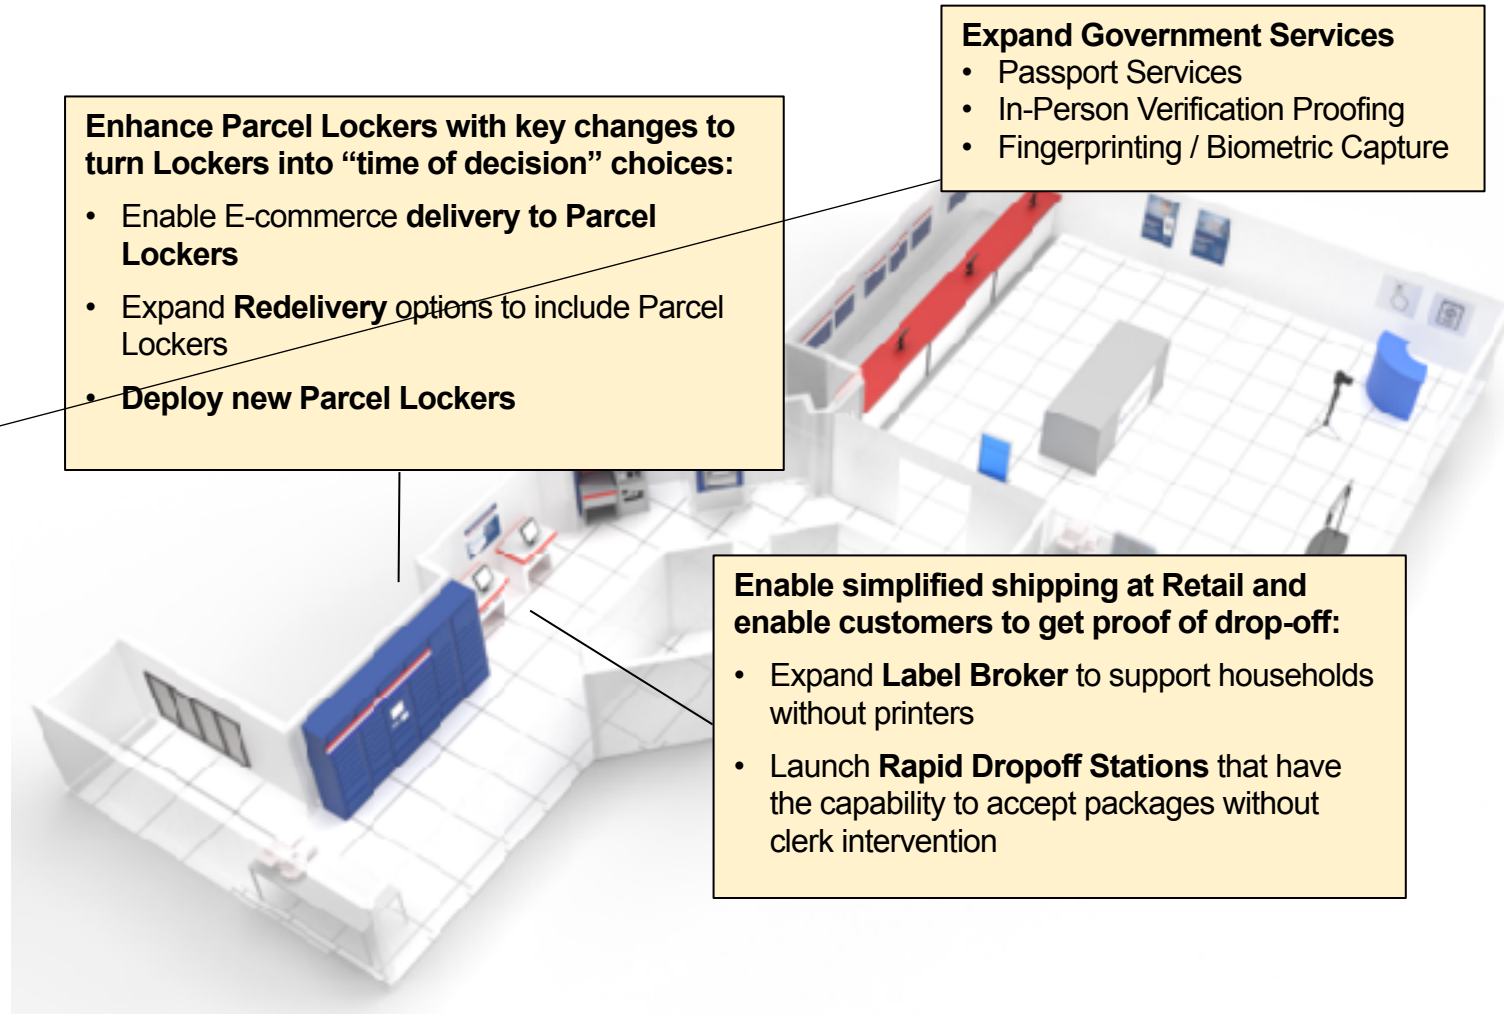 Expand Government Services
• Passport Services
• In-Person Verification Proofing
• Fingerprinting / Biometric Capture
Enhance Parcel Lockers with key changes to
turn Lockers into “time of decision” choices:
• Enable E-commerce delivery to Parcel
Lockers
• Expand Redelivery options to include Parcel
Lockers
• Deploy new Parcel Lockers
Enable simplified shipping at Retail and
enable customers to get proof of drop-off:
• Expand Label Broker to support households
without printers
• Launch Rapid Dropoff Stations that have
the capability to accept packages without
clerk intervention